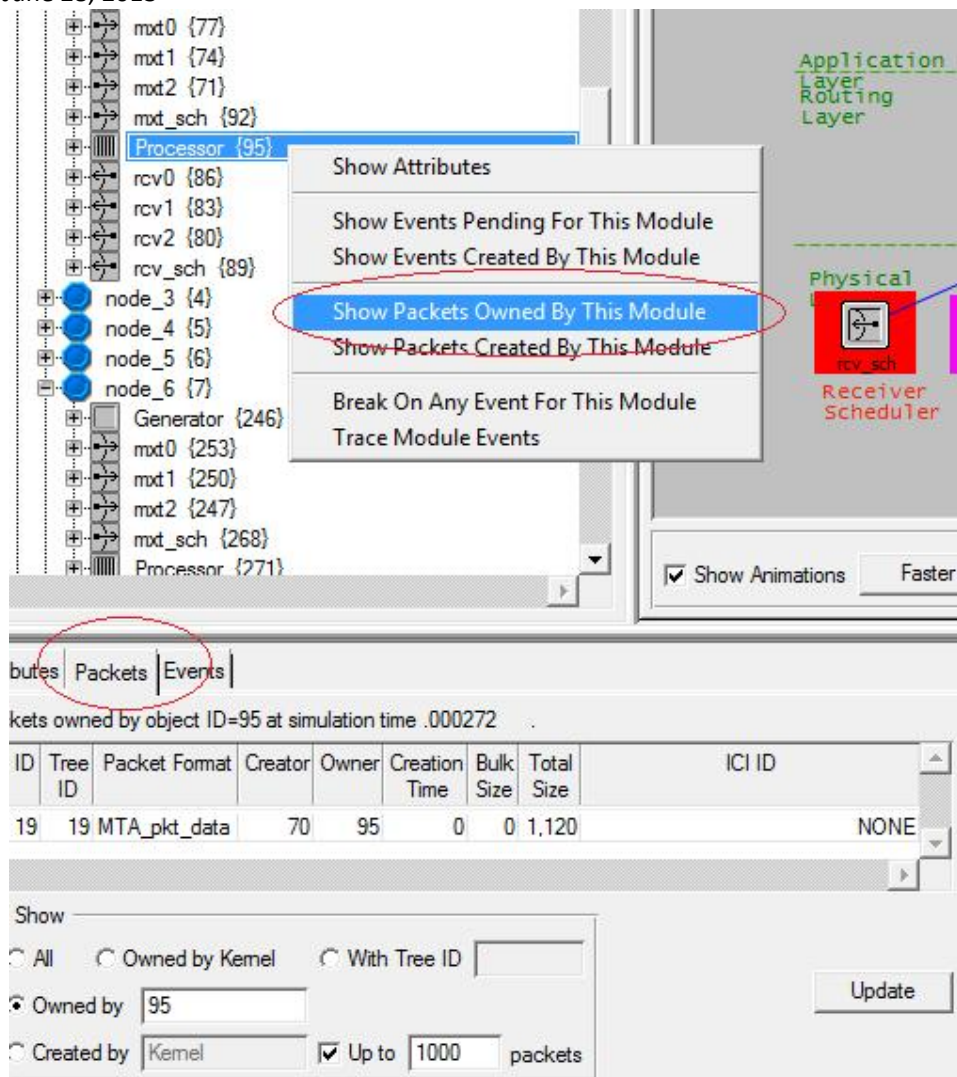 mxt0 {77}
mxt1 {74}
mxt2 {71}
mxt_sch {92}
Processor {95}
rcv0 {86}
rcv1 {83}
rcv2 {80}
rcv_sch {89}
node_3 {4}
node_4 {5}
node_5 {6}
node_6 {7}
Generator {246}
mxt0 {253}
mxt1 {250}
mxt2 {247}
mxt_sch {268}
Processor {271}
Show Attributes
Show Events Pending For This Module
Show Events Created By This Module
Show Packets Owned By This Module
Show Packets Created By This Module
Break On Any Event For This Module
Trace Module Events
Application
Layer
Routing
Layer
Physical
rcv_sch
Receiver
Scheduler
Show Animations Faster
butes Packets Events
kets owned by object ID=95 at simulation time .000272 .
ID Tree ID Packet Format Creator Owner Creation Time Bulk Size Total Size ICI ID
19 19 MTA_pkt_data 70 95 0 0 1,120 NONE
Show
All Owned by Kernel With Tree ID
Owned by 95
Update
Created by Kernel Up to 1000 packets